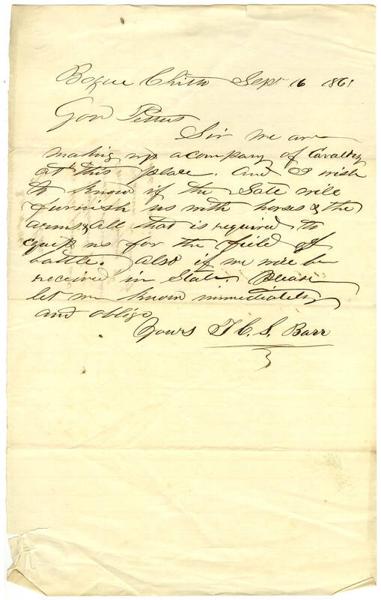 Bogue Chitto Sept 16 1861
Gov Pettus
Sir we are
making up a company of Cavalry
at this place. and I wish
to know if the State will
furnish us with horses & the
arms & all that is required to
equip us for the field of
battle. also if we will be
received in State Please
let me know immediately
and oblige
Yours T. C. S. Barr